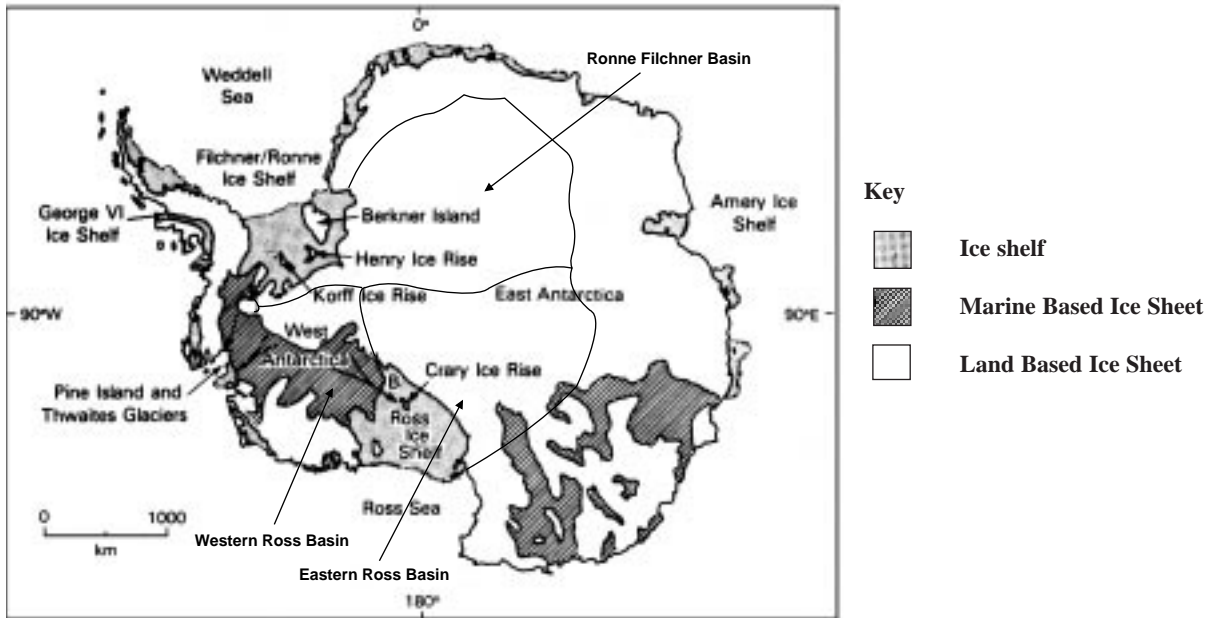 0°
Ronne Filchner Basin
Weddell
Sea
Filchner/Ronne
Ice Shelf
George VI
Ice Shelf
Berkner Island
Amery Ice
Shelf
Henry Ice Rise
Korff Ice Rise
East Antarctica
90°W
90°E
West
Antarctica
Crary Ice Rise
B.
Pine Island and
Thwaites Glaciers
Ross
Ice
Shelf
0
1000
km
Ross Sea
Western Ross Basin
Eastern Ross Basin
180°
Key
Ice shelf
Marine Based Ice Sheet
Land Based Ice Sheet